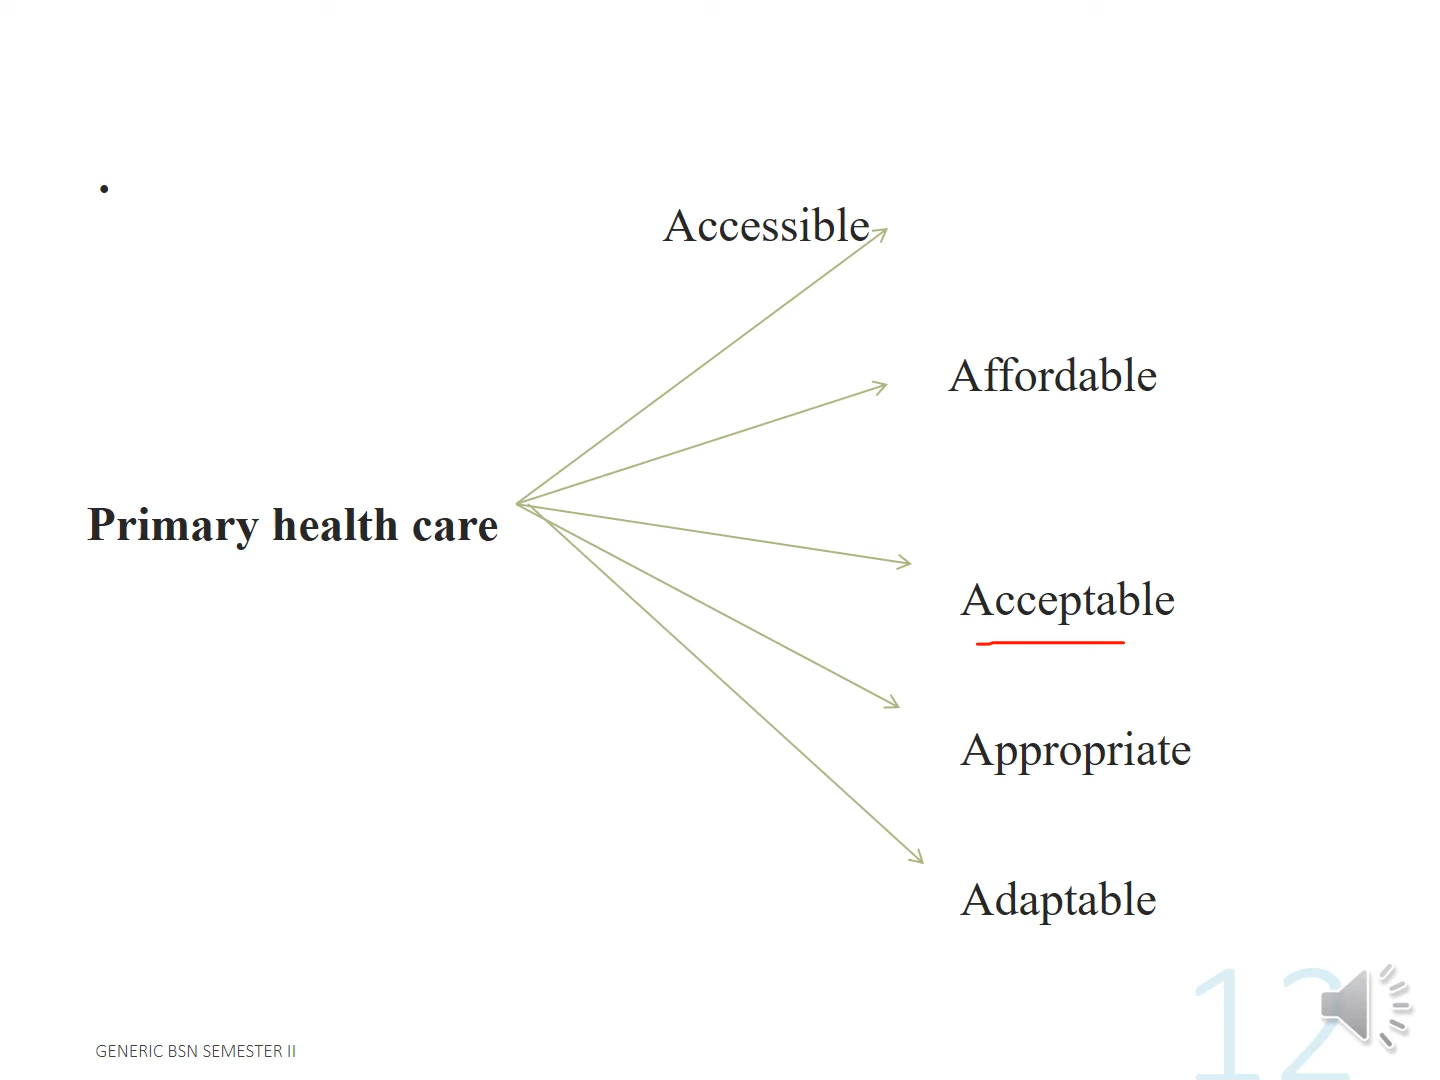 .
Accessible
Affordable
Primary health care
Acceptable
Appropriate
Adaptable
12
GENERIC BSN SEMESTER II